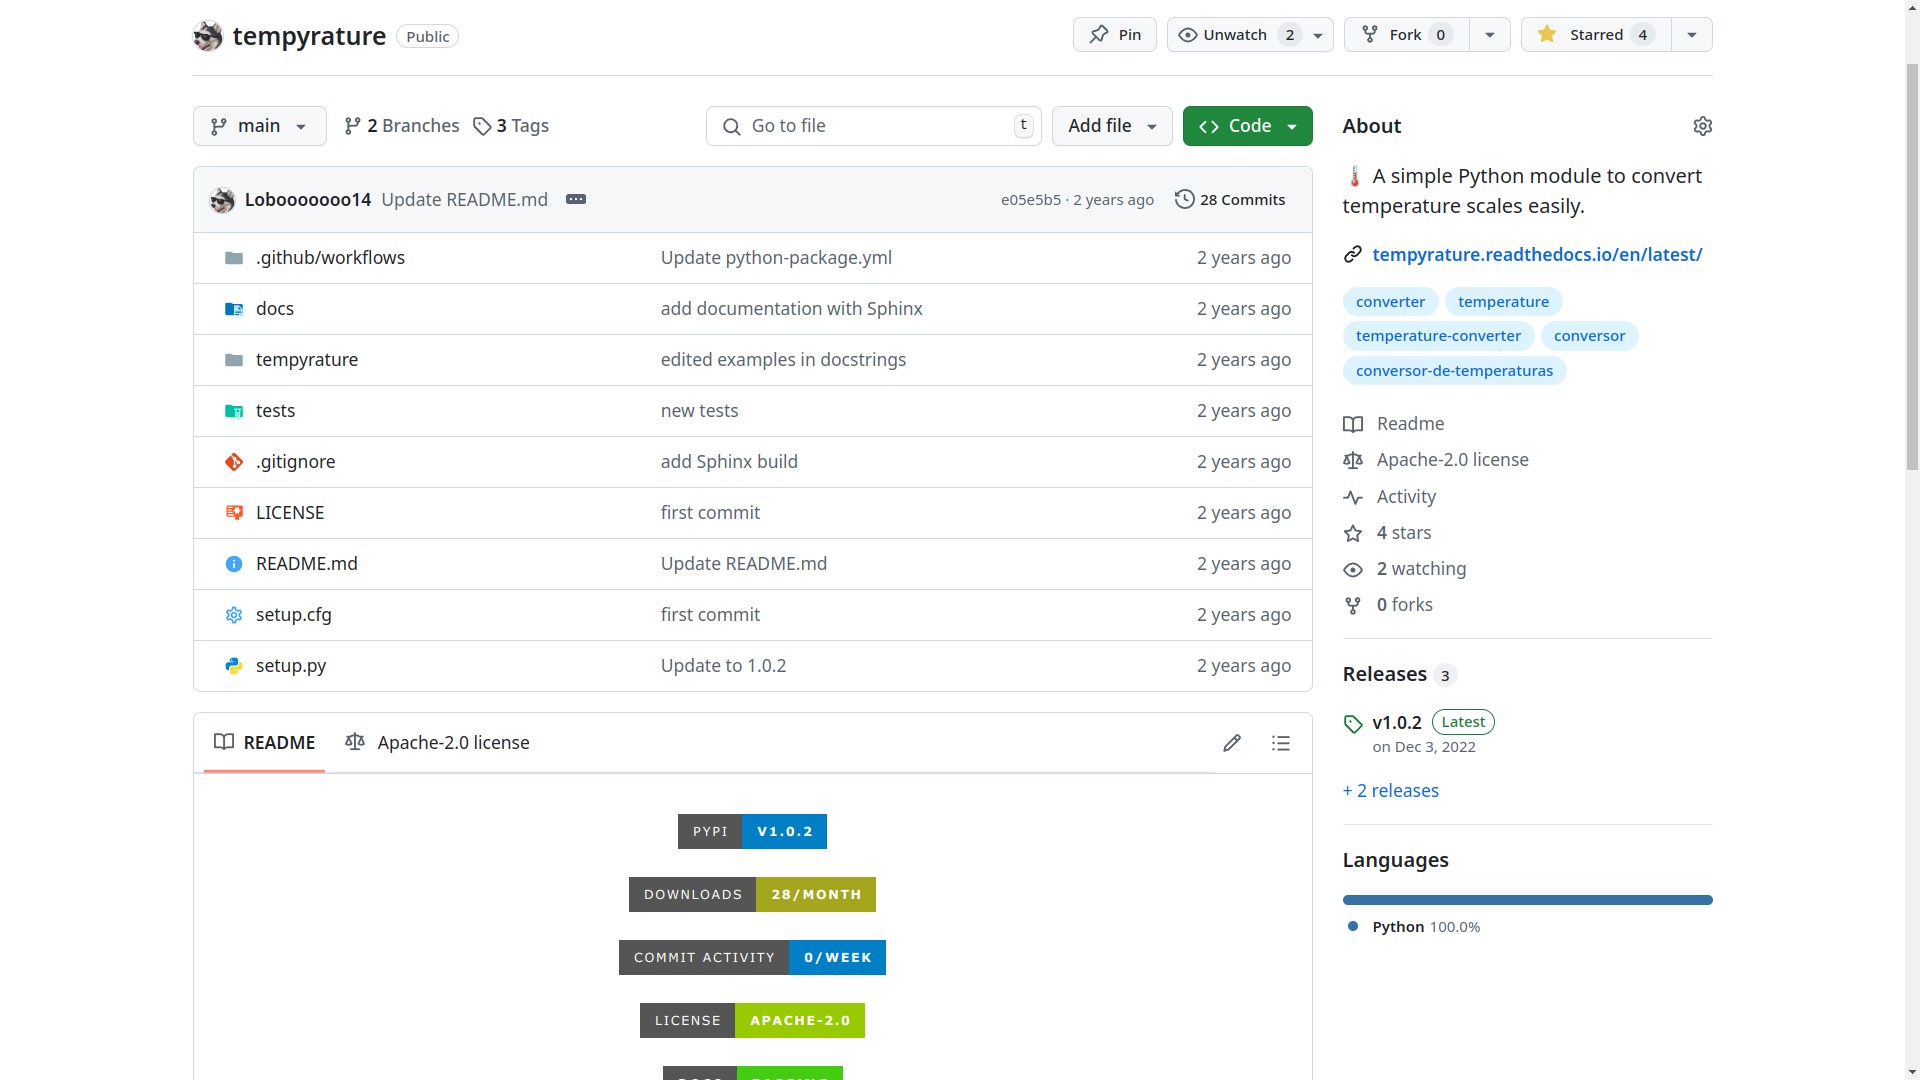 tempyrature Public
Pin Unwatch 2 Fork 0 Starred 4
main 2 Branches 3 Tags Go to file t Add file Code
Lobooooooo14 Update README.md e05e5b5 · 2 years ago 28 Commits
.github/workflows Update python-package.yml 2 years ago
docs add documentation with Sphinx 2 years ago
tempyrature edited examples in docstrings 2 years ago
tests new tests 2 years ago
.gitignore add Sphinx build 2 years ago
LICENSE first commit 2 years ago
README.md Update README.md 2 years ago
setup.cfg first commit 2 years ago
setup.py Update to 1.0.2 2 years ago
README Apache-2.0 license
PYPI V1.0.2
DOWNLOADS 28/MONTH
COMMIT ACTIVITY 0/WEEK
LICENSE APACHE-2.0
About
A simple Python module to convert
temperature scales easily.
tempyrature.readthedocs.io/en/latest/
converter temperature
temperature-converter conversor
conversor-de-temperaturas
Readme
Apache-2.0 license
Activity
4 stars
2 watching
0 forks
Releases 3
v1.0.2 Latest
on Dec 3, 2022
+ 2 releases
Languages
Python 100.0%